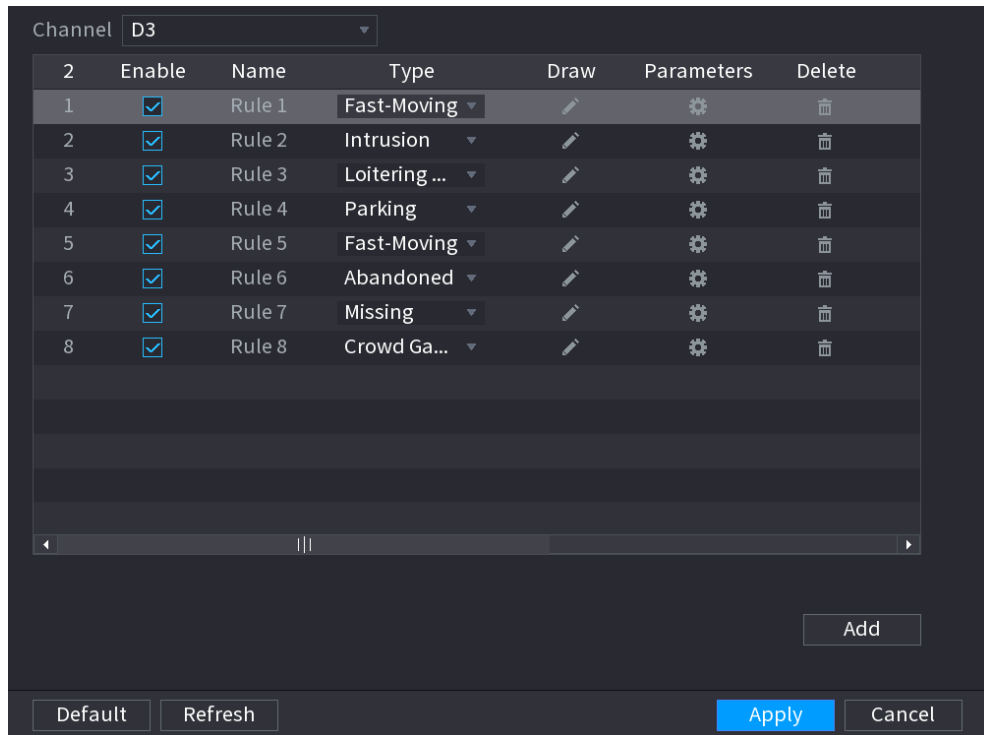 Channel D3
2 Enable Name Type Draw Parameters Delete
1 Rule 1 Fast-Moving
2 Rule 2 Intrusion
3 Rule 3 Loitering ...
4 Rule 4 Parking
5 Rule 5 Fast-Moving
6 Rule 6 Abandoned
7 Rule 7 Missing
8 Rule 8 Crowd Ga...
Add
Default Refresh Apply Cancel